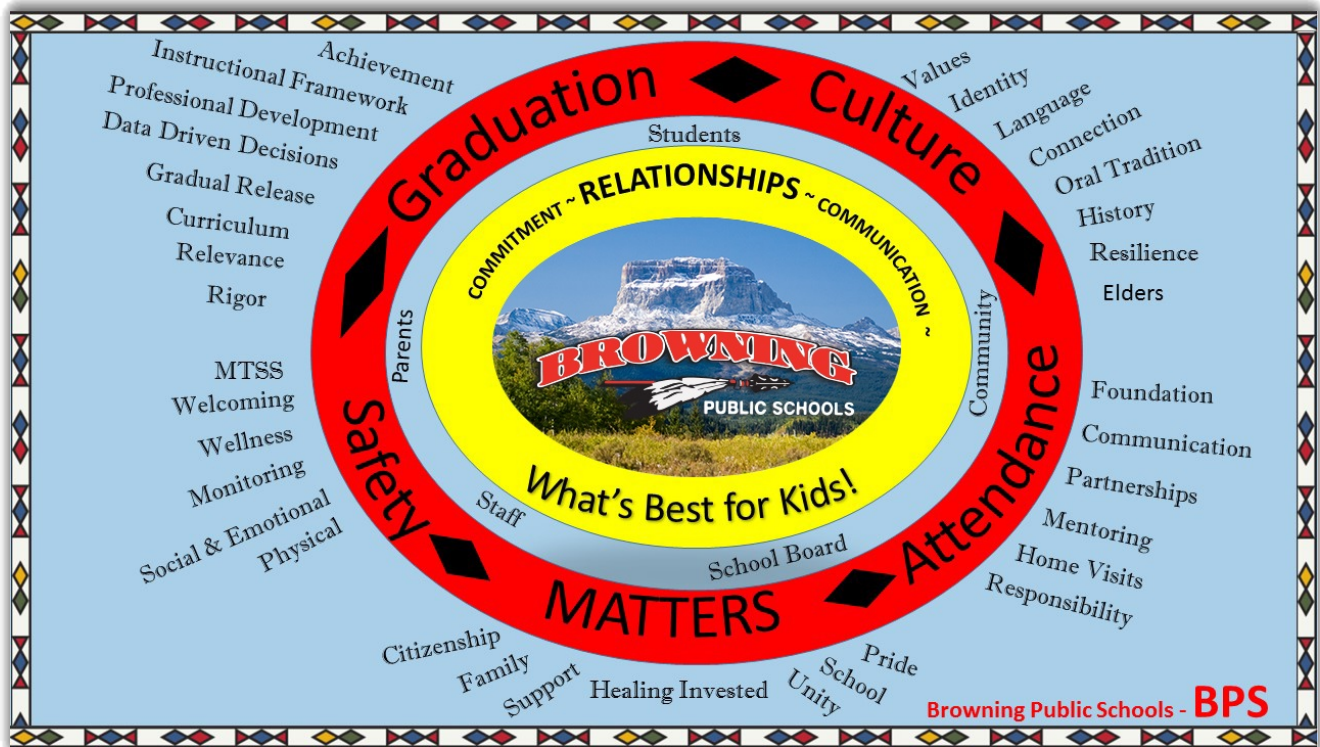 Achievement
Instructional Framework
Professional Development
Data Driven Decisions
Gradual Release
Curriculum
Relevance
Rigor
Graduation
Culture
Values
Identity
Language
Connection
Oral Tradition
History
Resilience
Elders
Students
Parents
Community
COMMITMENT ~ RELATIONSHIPS ~ COMMUNICATION ~
BROWNING
PUBLIC SCHOOLS
What's Best for Kids!
Staff
School Board
MTSS
Welcoming
Wellness
Monitoring
Social & Emotional
Physical
Safety
MATTERS
Attendance
Foundation
Communication
Partnerships
Mentoring
Home Visits
Responsibility
Citizenship
Family
Support
Healing Invested
Unity
School
Pride
Browning Public Schools - BPS